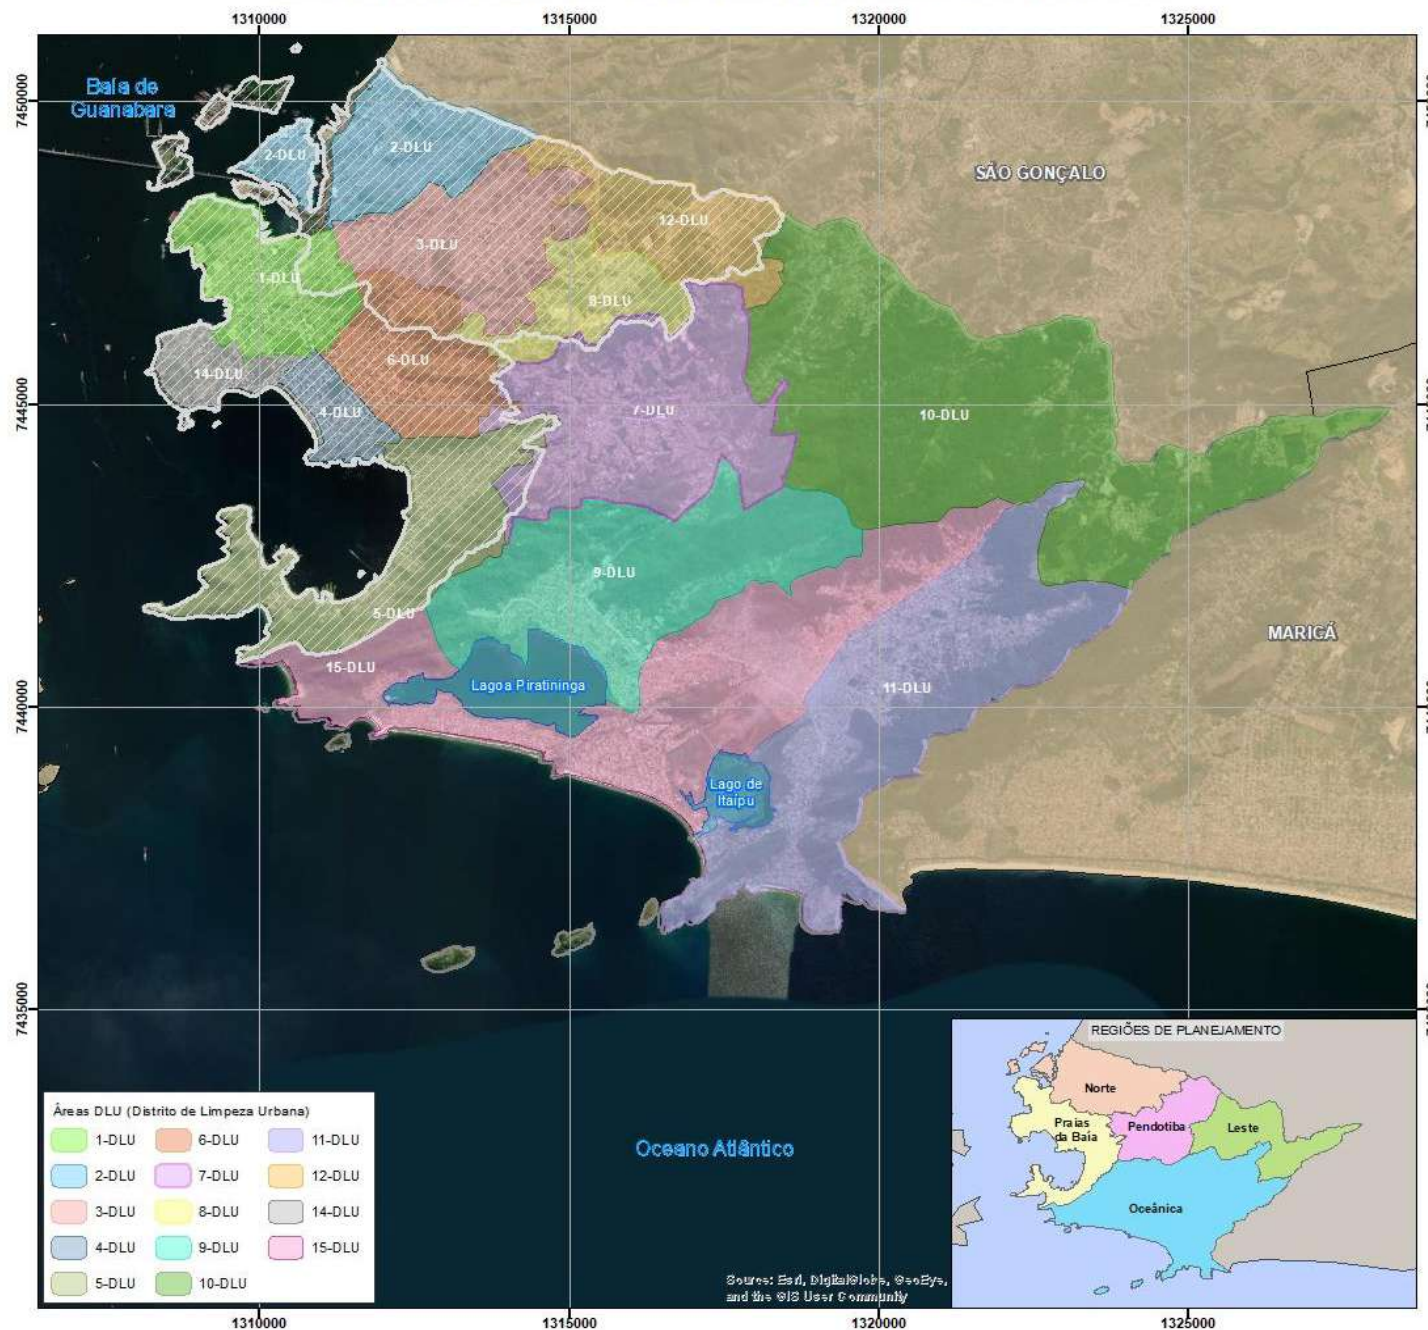 1310000
1315000
1320000
1325000
7450000
7445000
7440000
7435000
Baía de
Guanabara
2-DLU
2-DLU
SÃO GONÇALO
12-DLU
3-DLU
1-DLU
8-DLU
6-DLU
14-DLU
4-DLU
7-DLU
10-DLU
9-DLU
5-DLU
MARICÁ
15-DLU
Lagoa Piratininga
11-DLU
Lago de
Itaipu
Oceano Atlântico
Source: Esri, DigitalGlobe, GeoEye,
and the GIS User Community
Áreas DLU (Distrito de Limpeza Urbana)
1-DLU
2-DLU
3-DLU
4-DLU
5-DLU
6-DLU
7-DLU
8-DLU
9-DLU
10-DLU
11-DLU
12-DLU
14-DLU
15-DLU
REGIÕES DE PLANEJAMENTO
Norte
Praias
da Baía
Pendotiba
Leste
Oceânica
1310000
1315000
1320000
1325000